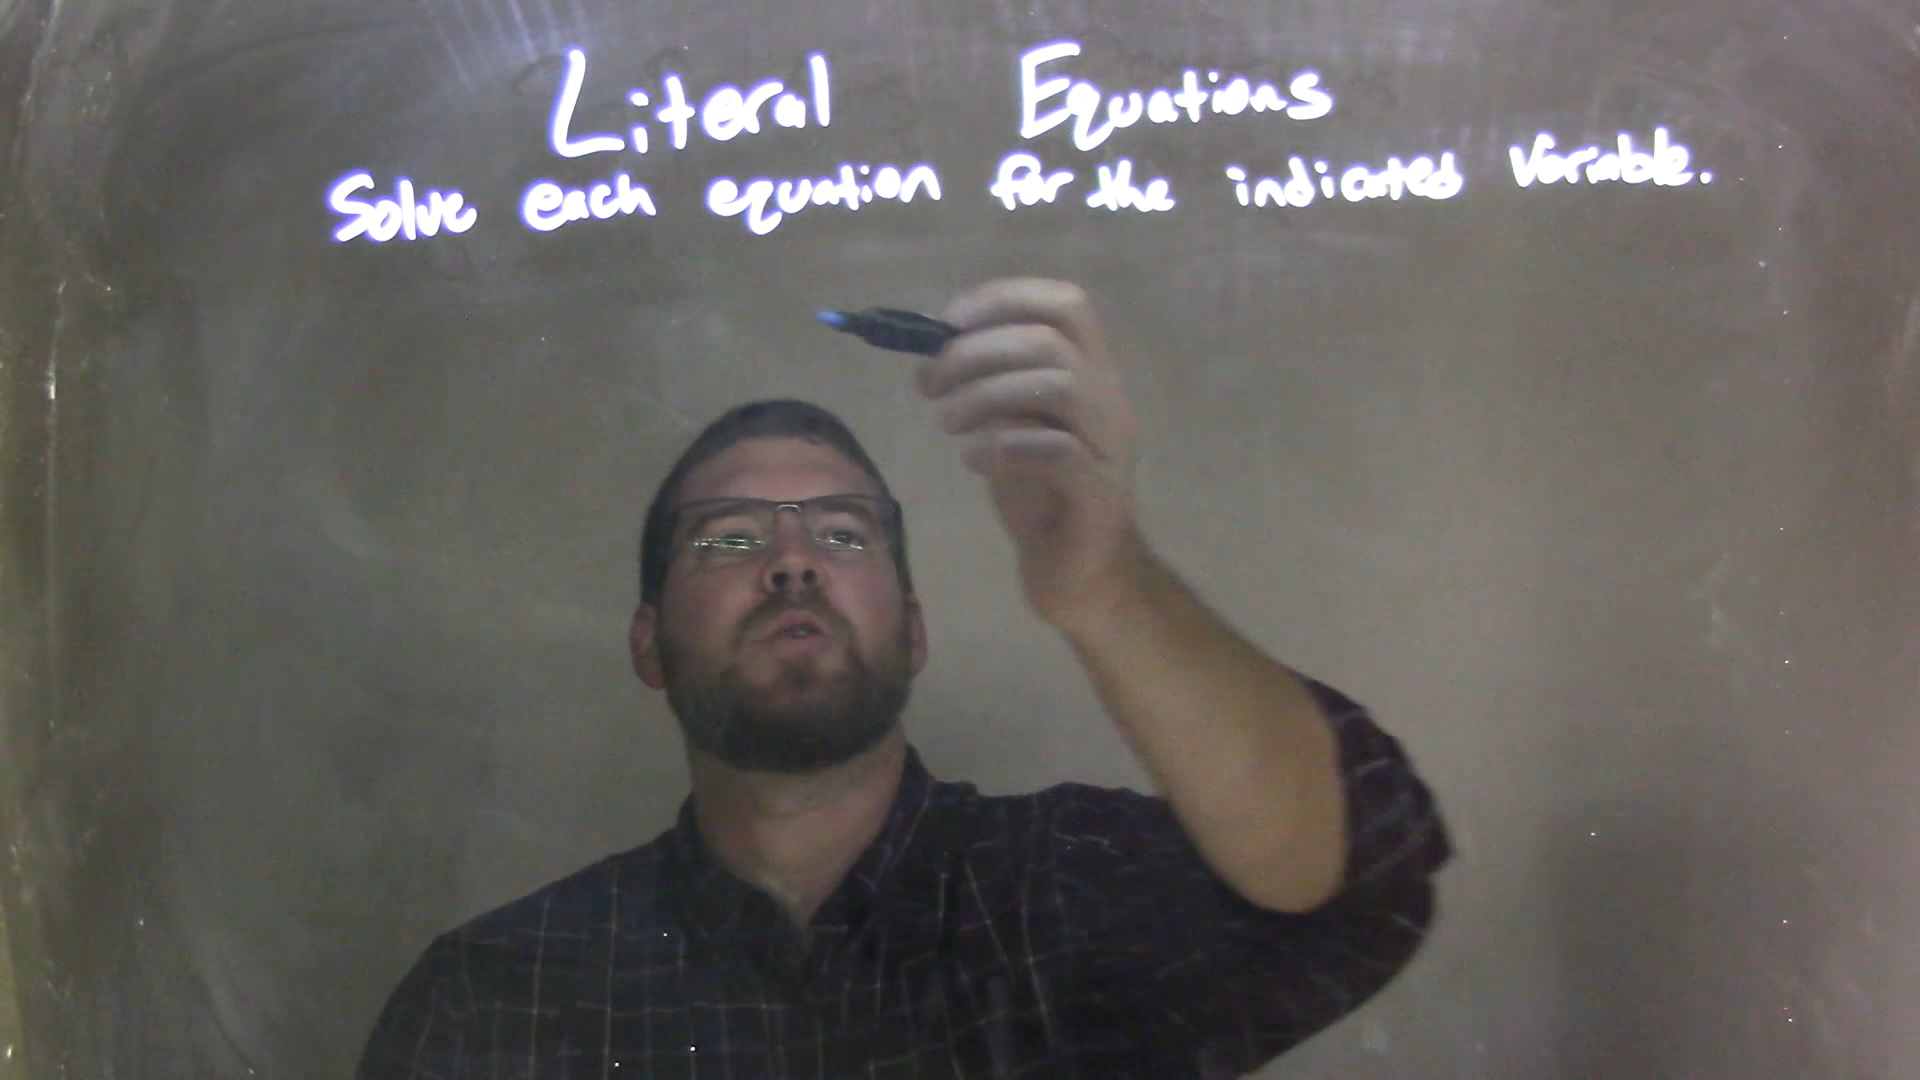 Literal Equations
Solve each equation for the indicated variable.